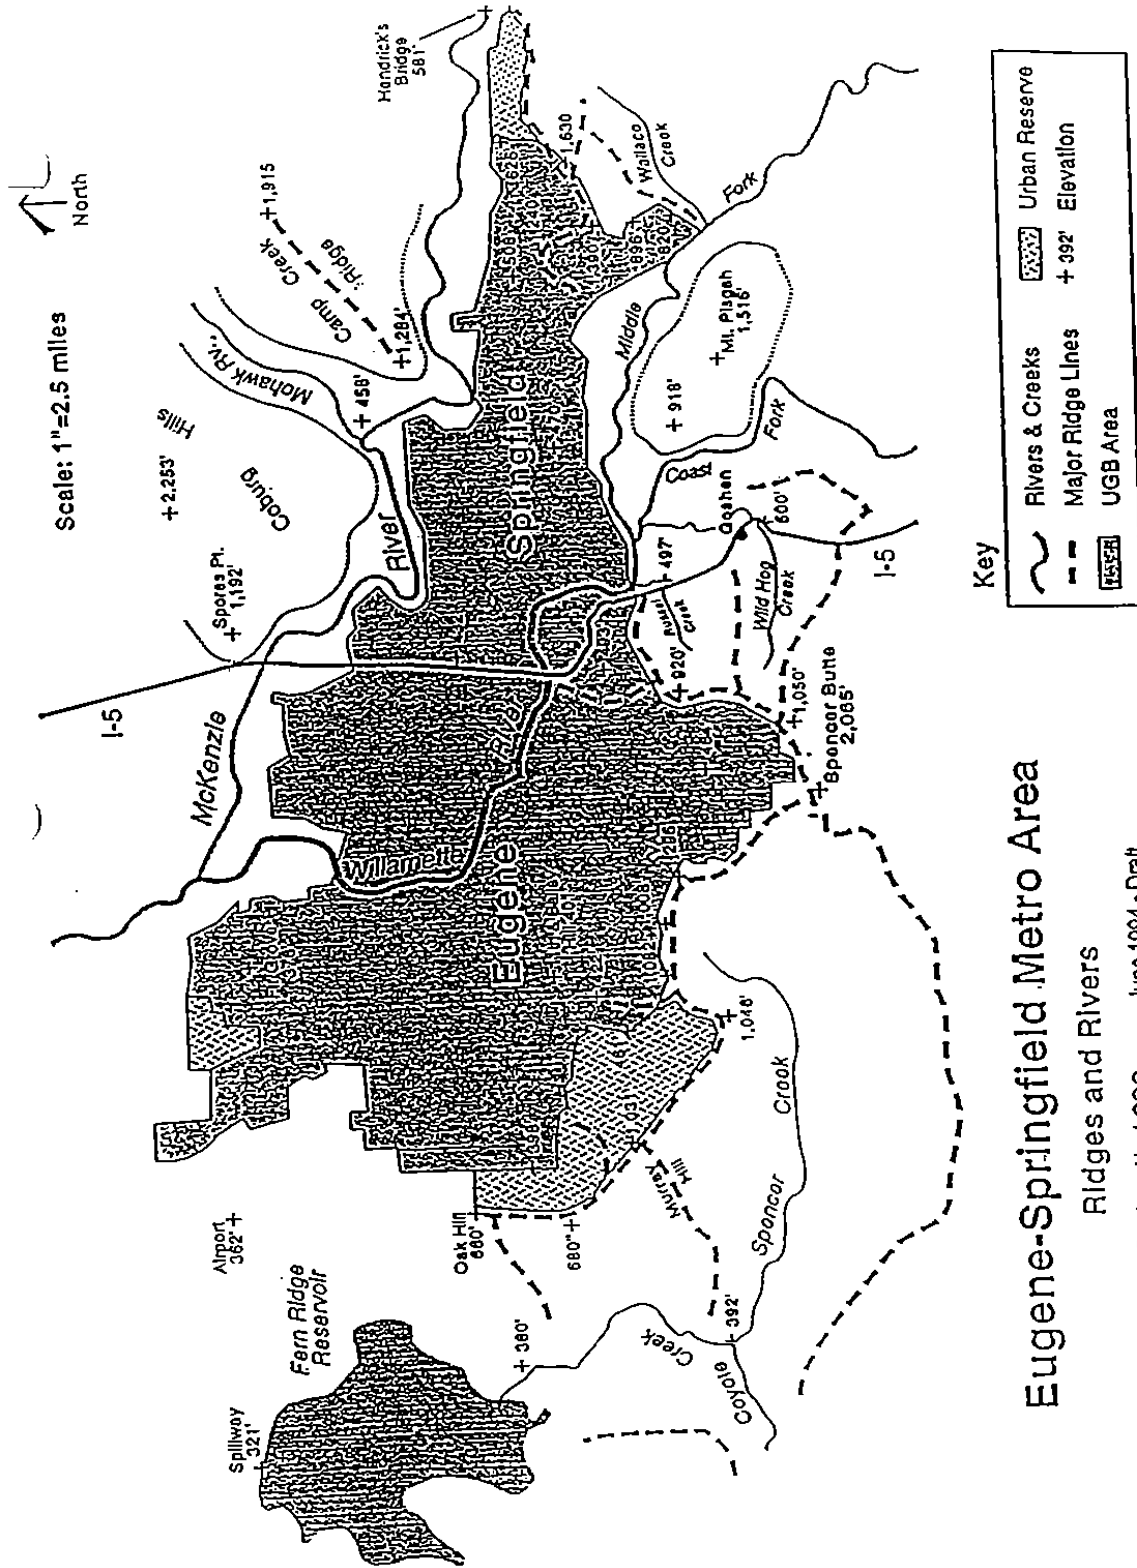 Scale: 1"=2.5 miles
North
I-5
McKenzie
River
Spores Pt.
1,192'
+ 2,253'
Coburg
Hills
Mohawk Rv.
+ 458'
Camp Creek
Ridge
+ 1,915
+ 1,284'
Hendrick's
Bridge
581'
Airport
362'
Fern Ridge
Reservoir
Spillway
321'
+ 380'
Oak Hill
680'
680'
Murray
Hill
392'
Coyote
Creek
Spencer
Creek
1,046'
Willamette
River
Eugene
Springfield
1,630
Wallace
Creek
Middle
Fork
Mt. Pisgah
1,516'
+ 918'
Coast
Fork
Goshen
600'
497'
Russel
Creek
Wild Hog
Creek
920'
1,050'
Spencer Butte
2,065'
I-5
Key
Rivers & Creeks
Major Ridge Lines
UGB Area
Urban Reserve
+ 392' Elevation
Eugene-Springfield Metro Area
Ridges and Rivers
June 1994 - Draft